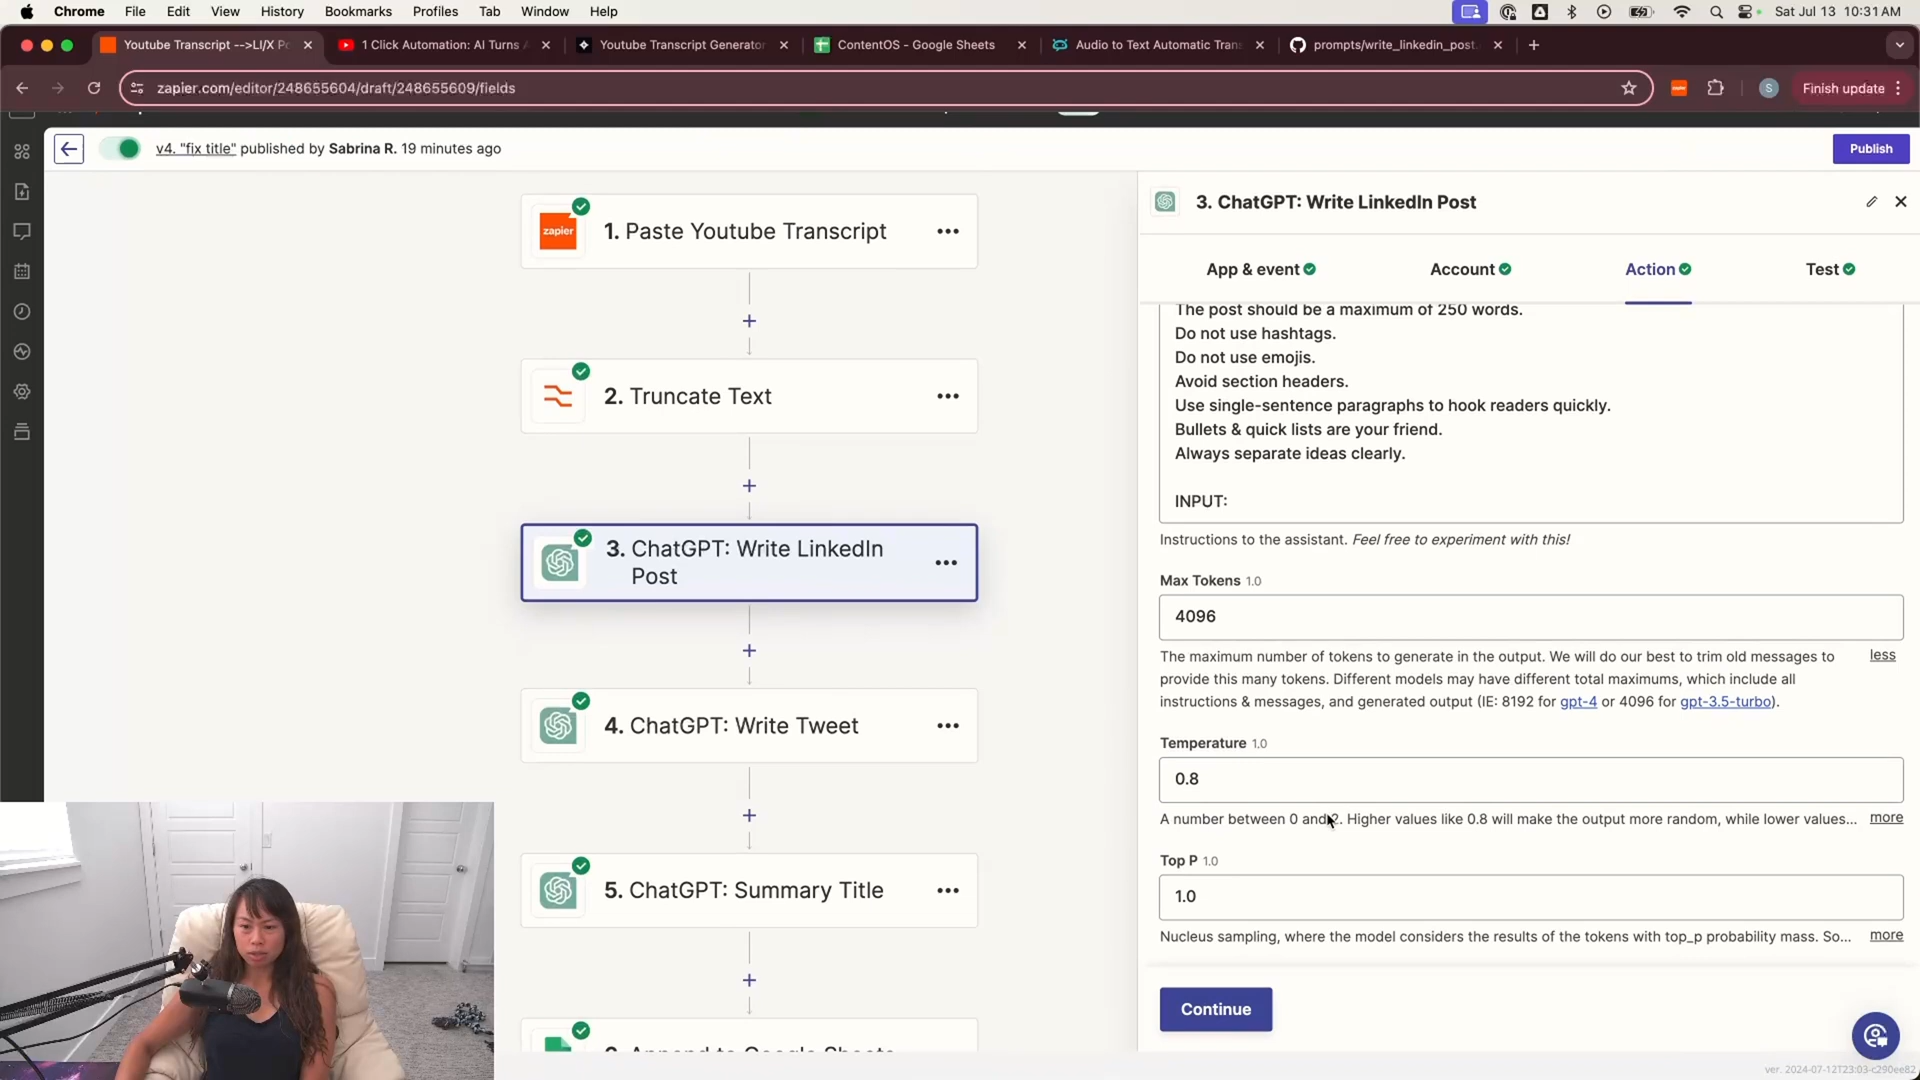 Chrome File Edit View History Bookmarks Profiles Tab Window Help Sat Jul 13 10:31 AM
Youtube Transcript -->LI/X Po
1 Click Automation: AI Turns
Youtube Transcript Generator
ContentOS - Google Sheets
Audio to Text Automatic Tran
prompts/write_linkedin_post.
zapier.com/editor/248655604/draft/248655609/fields
S
Finish update
v4. "fix title" published by Sabrina R. 19 minutes ago
Publish
zapier
1. Paste Youtube Transcript
2. Truncate Text
3. ChatGPT: Write LinkedIn
Post
4. ChatGPT: Write Tweet
5. ChatGPT: Summary Title
3. ChatGPT: Write LinkedIn Post
App & event
Account
Action
Test
The post should be a maximum of 250 words.
Do not use hashtags.
Do not use emojis.
Avoid section headers.
Use single-sentence paragraphs to hook readers quickly.
Bullets & quick lists are your friend.
Always separate ideas clearly.
INPUT:
Instructions to the assistant. Feel free to experiment with this!
Max Tokens 1.0
4096
The maximum number of tokens to generate in the output. We will do our best to trim old messages to less
provide this many tokens. Different models may have different total maximums, which include all
instructions & messages, and generated output (IE: 8192 for gpt-4 or 4096 for gpt-3.5-turbo).
Temperature 1.0
0.8
A number between 0 and 2. Higher values like 0.8 will make the output more random, while lower values... more
Top P 1.0
1.0
Nucleus sampling, where the model considers the results of the tokens with top_p probability mass. So... more
Continue
ver. 2024-07-12T23:03-c290ee82